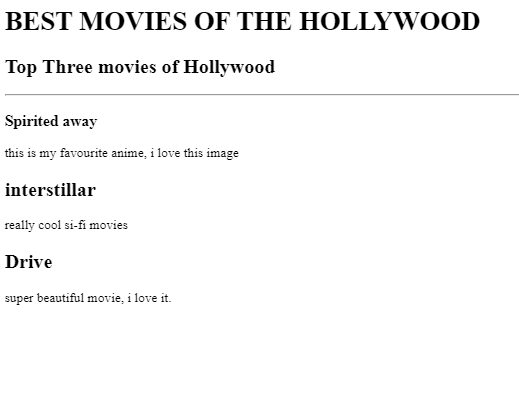 BEST MOVIES OF THE HOLLYWOOD
Top Three movies of Hollywood
Spirited away
this is my favourite anime, i love this image
interstillar
really cool si-fi movies
Drive
super beautiful movie, i love it.